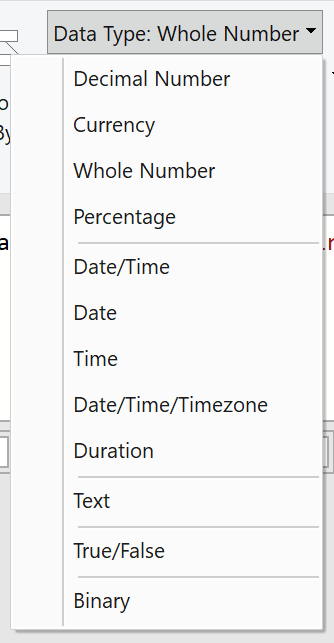 Data Type: Whole Number
Decimal Number
Currency
Whole Number
Percentage
Date/Time
Date
Time
Date/Time/Timezone
Duration
Text
True/False
Binary